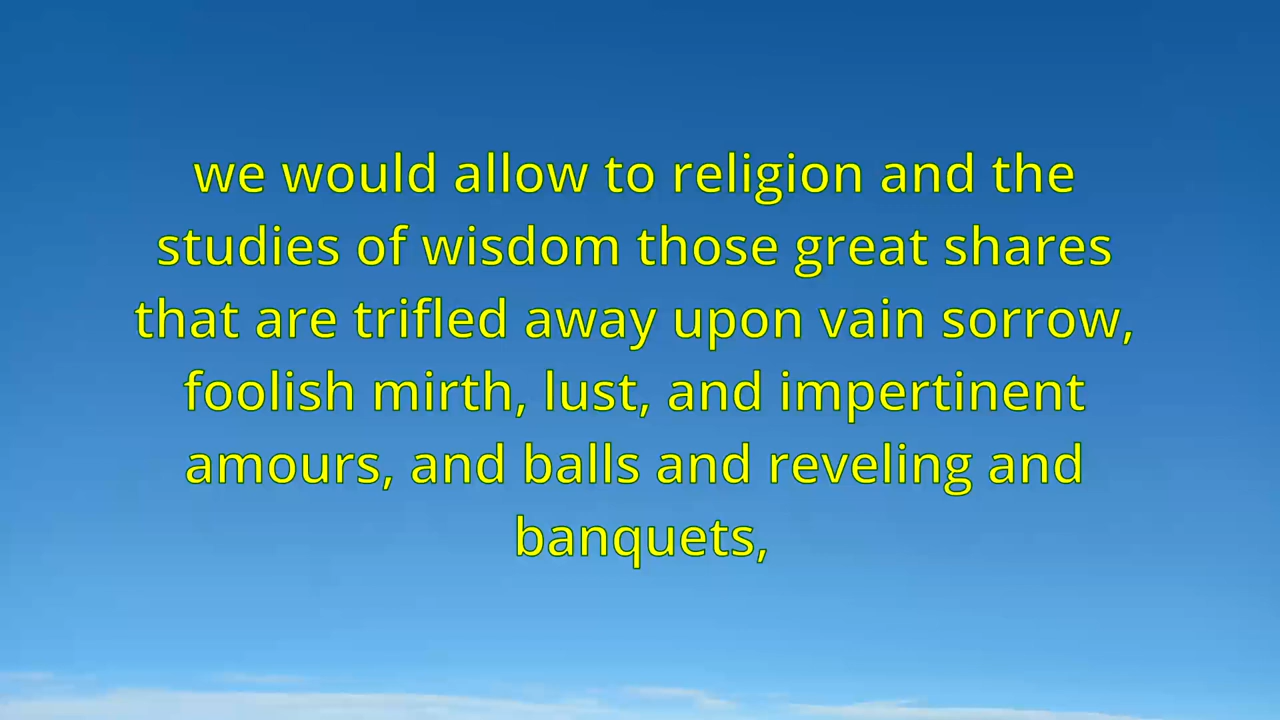 we would allow to religion and the
studies of wisdom those great shares
that are trifled away upon vain sorrow,
foolish mirth, lust, and impertinent
amours, and balls and reveling and
banquets,